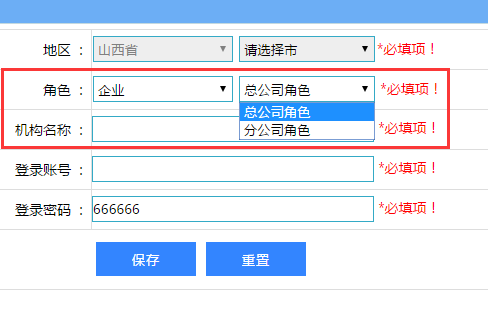 地区 ： 山西省 请选择市 *必填项！
角色 ： 企业 总公司角色 *必填项！
总公司角色
分公司角色
机构名称 ： *必填项！
登录账号 ： *必填项！
登录密码 ： 666666 *必填项！
保存 重置